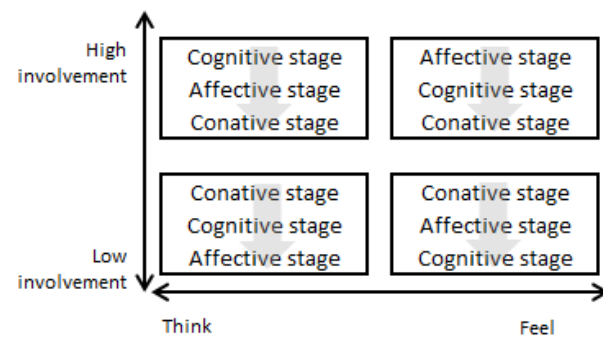 High
involvement
Cognitive stage
Affective stage
Conative stage
Affective stage
Cognitive stage
Conative stage
Conative stage
Cognitive stage
Affective stage
Conative stage
Affective stage
Cognitive stage
Low
involvement
Think
Feel